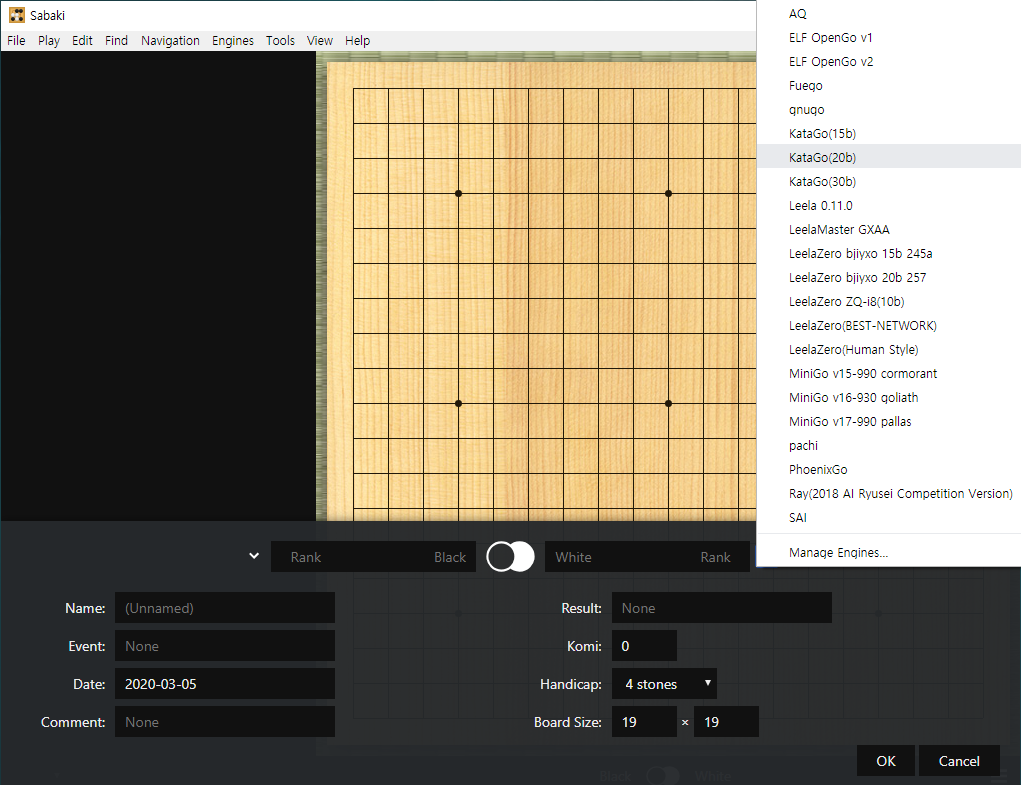 Sabaki
File Play Edit Find Navigation Engines Tools View Help
AQ
ELF OpenGo v1
ELF OpenGo v2
Fuego
gnugo
KataGo(15b)
KataGo(20b)
KataGo(30b)
Leela 0.11.0
LeelaMaster GXAA
LeelaZero bjiyxo 15b 245a
LeelaZero bjiyxo 20b 257
LeelaZero ZQ-i8(10b)
LeelaZero(BEST-NETWORK)
LeelaZero(Human Style)
MiniGo v15-990 cormorant
MiniGo v16-930 goliath
MiniGo v17-990 pallas
pachi
PhoenixGo
Ray(2018 AI Ryusei Competition Version)
SAI
Manage Engines...
Rank Black White Rank
Name: (Unnamed) Result: None
Event: None Komi: 0
Date: 2020-03-05 Handicap: 4 stones
Comment: None Board Size: 19 × 19
OK Cancel
Black White